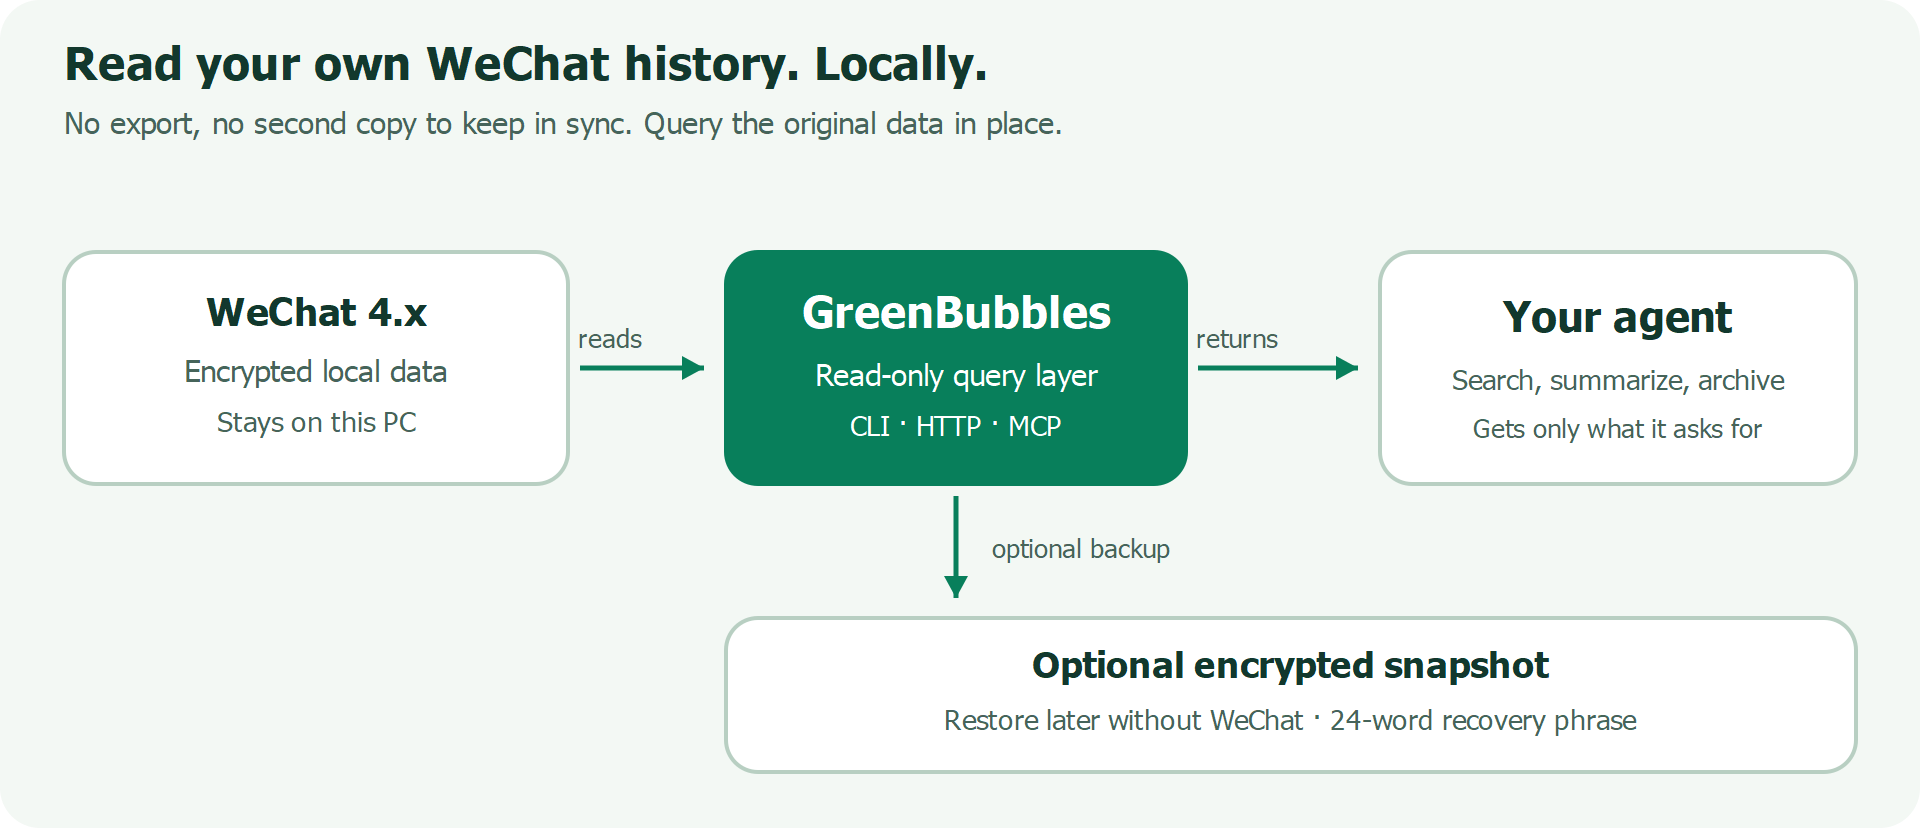 Read your own WeChat history. Locally.
No export, no second copy to keep in sync. Query the original data in place.
WeChat 4.x
Encrypted local data
Stays on this PC
reads
GreenBubbles
Read-only query layer
CLI · HTTP · MCP
returns
Your agent
Search, summarize, archive
Gets only what it asks for
optional backup
Optional encrypted snapshot
Restore later without WeChat · 24-word recovery phrase